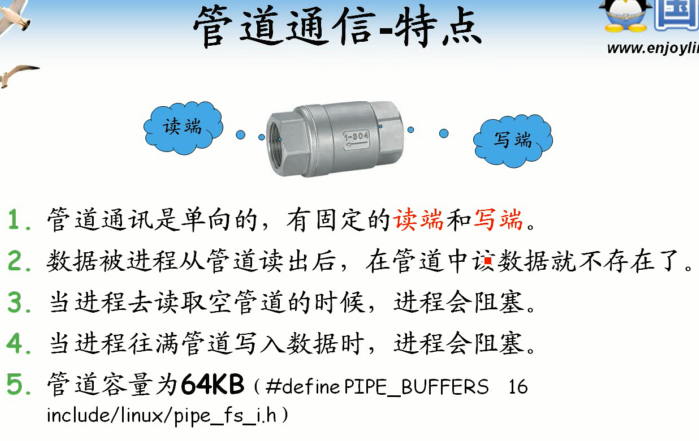 管道通信-特点
国
www.enjoyli
读端
1-304
写端
1. 管道通讯是单向的，有固定的读端和写端。
2. 数据被进程从管道读出后，在管道中该数据就不存在了。
3. 当进程去读取空管道的时候，进程会阻塞。
4. 当进程往满管道写入数据时，进程会阻塞。
5. 管道容量为64KB（#define PIPE_BUFFERS 16
include/linux/pipe_fs_i.h）